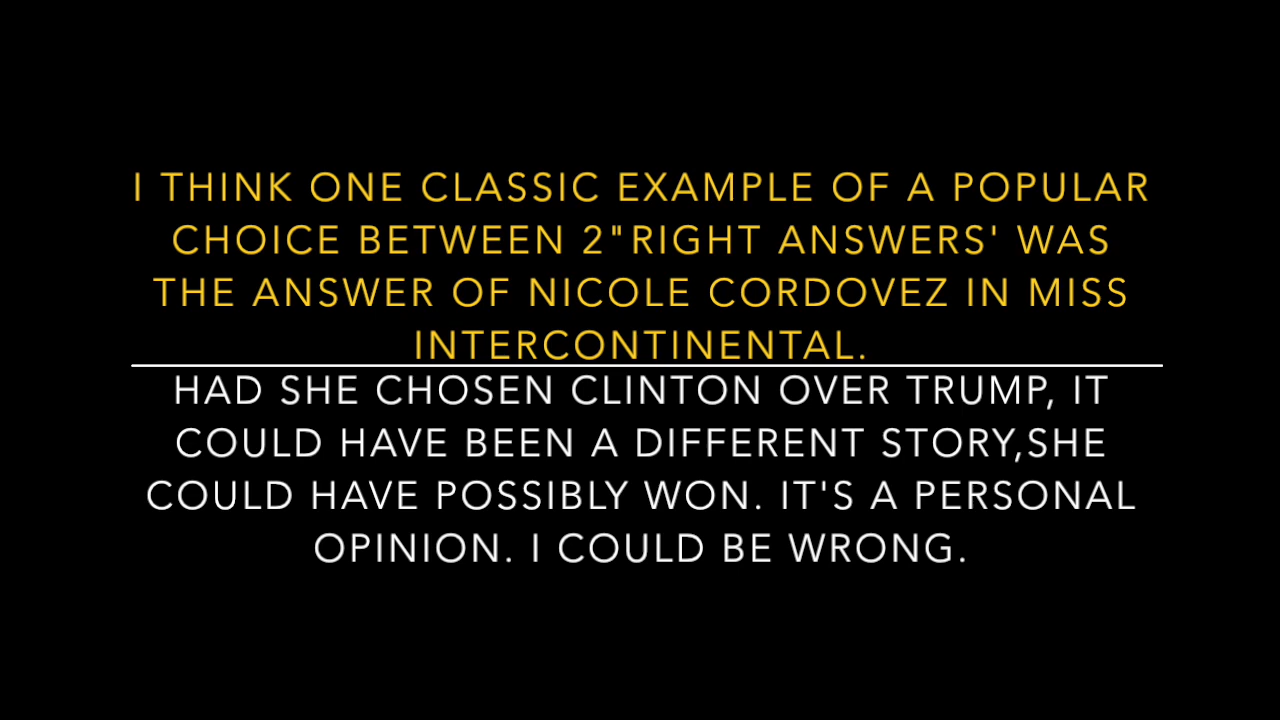 I THINK ONE CLASSIC EXAMPLE OF A POPULAR
CHOICE BETWEEN 2"RIGHT ANSWERS' WAS
THE ANSWER OF NICOLE CORDOVEZ IN MISS
INTERCONTINENTAL.
HAD SHE CHOSEN CLINTON OVER TRUMP, IT
COULD HAVE BEEN A DIFFERENT STORY,SHE
COULD HAVE POSSIBLY WON. IT'S A PERSONAL
OPINION. I COULD BE WRONG.